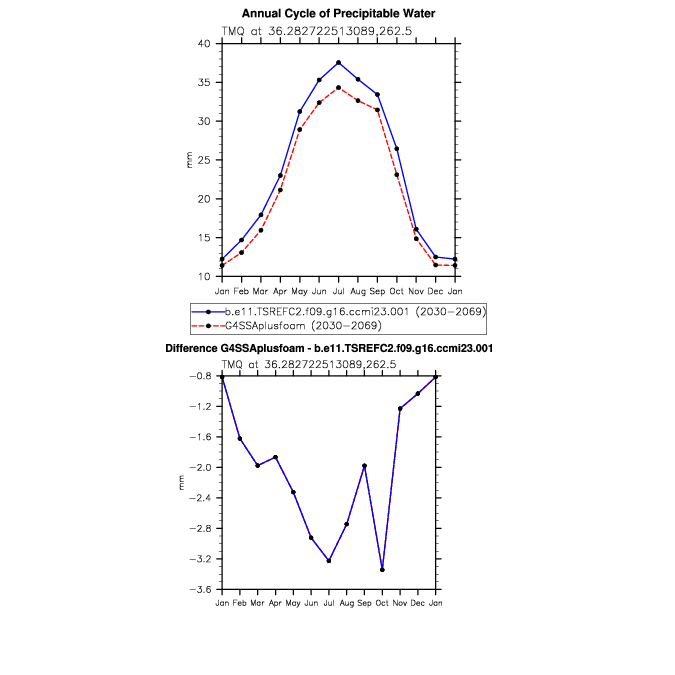 Annual Cycle of Precipitable Water
TMQ at 36.282722513089,262.5
40
35
30
25
20
15
10
mm
Jan Feb Mar Apr May Jun Jul Aug Sep Oct Nov Dec Jan
b.e11.TSREFC2.f09.g16.ccmi23.001 (2030-2069)
G4SSAplusfoam (2030-2069)
Difference G4SSAplusfoam - b.e11.TSREFC2.f09.g16.ccmi23.001
TMQ at 36.282722513089,262.5
-0.8
-1.2
-1.6
-2.0
-2.4
-2.8
-3.2
-3.6
mm
Jan Feb Mar Apr May Jun Jul Aug Sep Oct Nov Dec Jan